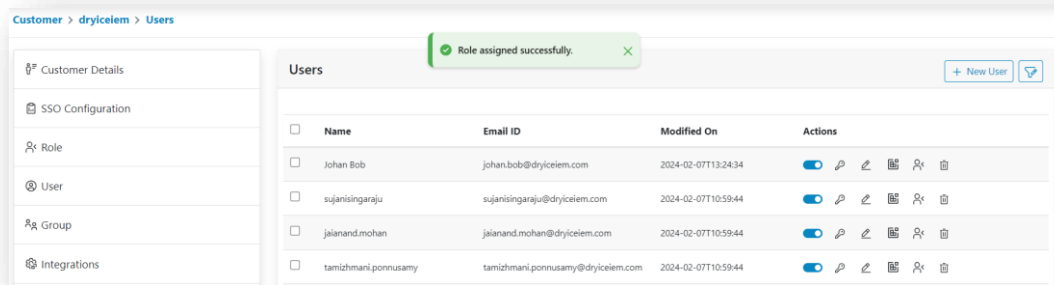 Customer > dryiceiem > Users
Role assigned successfully.
Customer Details
SSO Configuration
Role
User
Group
Integrations
Users
+ New User
Name Email ID Modified On Actions
Johan Bob johan.bob@dryiceiem.com 2024-02-07T13:24:34
sujanisingaraju sujanisingaraju@dryiceiem.com 2024-02-07T10:59:44
jaianand.mohan jaianand.mohan@dryiceiem.com 2024-02-07T10:59:44
tamizhmani.ponnusamy tamizhmani.ponnusamy@dryiceiem.com 2024-02-07T10:59:44